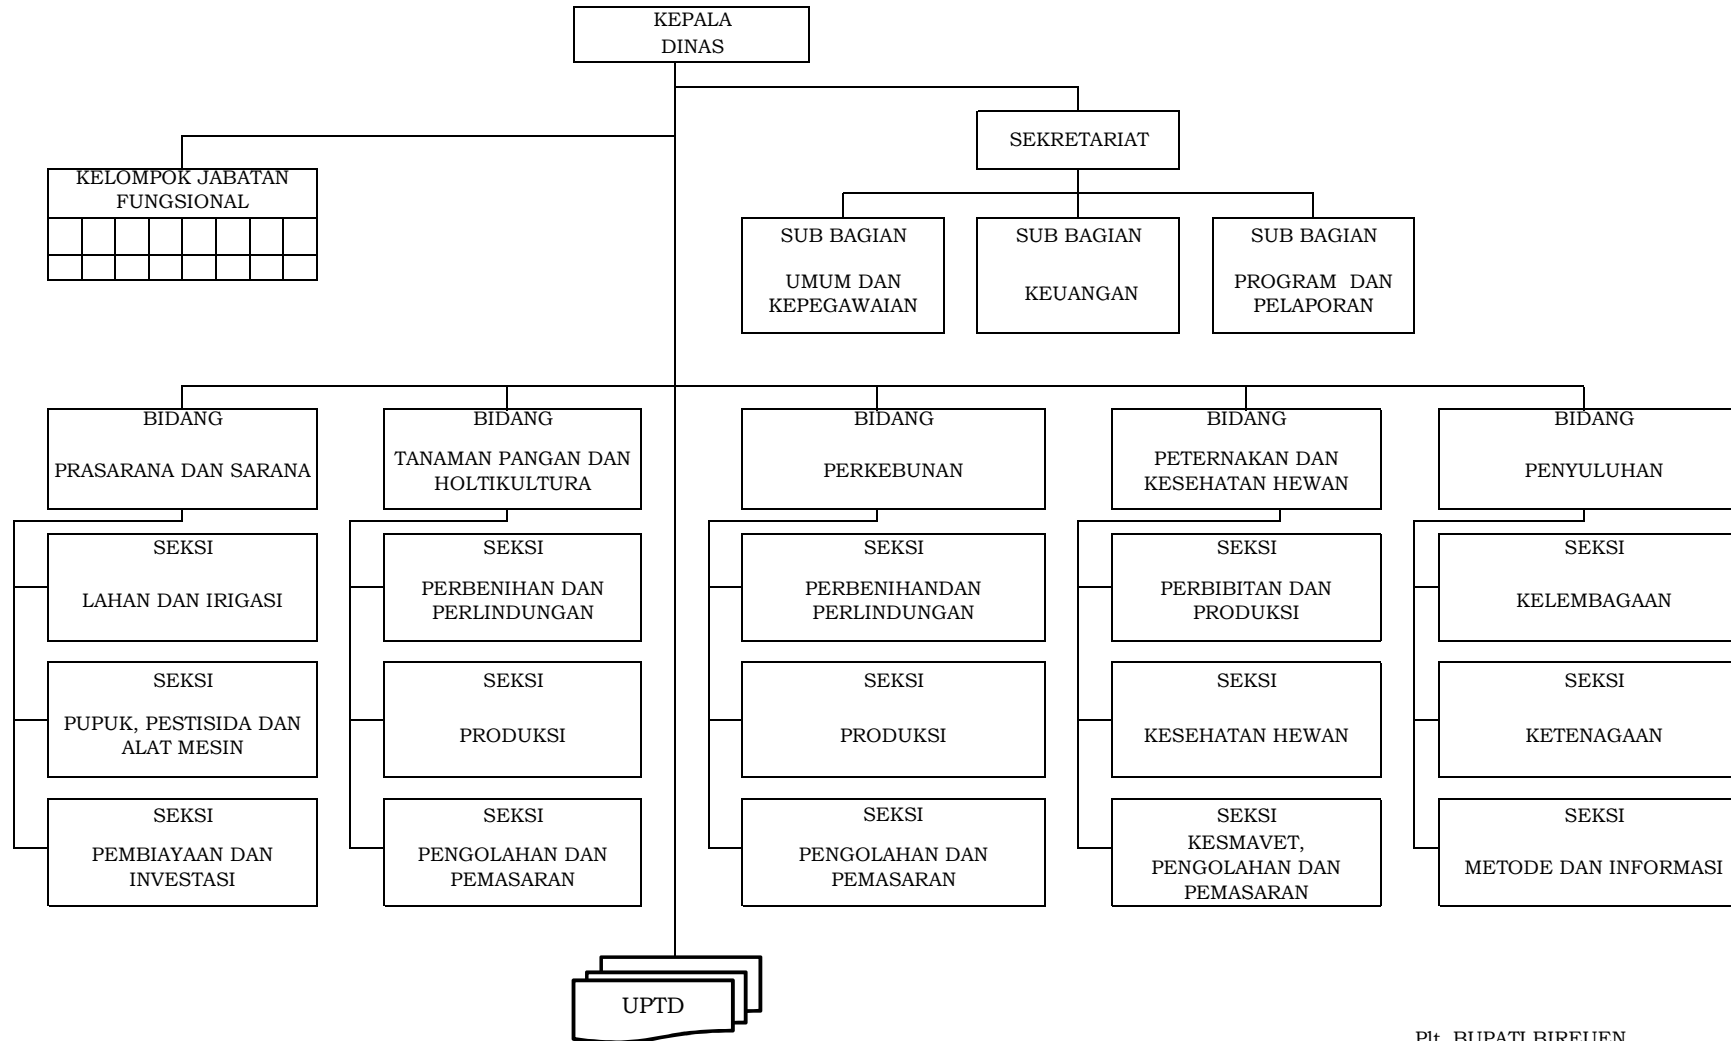 KEPALA
DINAS
SEKRETARIAT
KELOMPOK JABATAN
FUNGSIONAL
SUB BAGIAN
UMUM DAN
KEPEGAWAIAN
SUB BAGIAN
KEUANGAN
SUB BAGIAN
PROGRAM DAN
PELAPORAN
BIDANG
PRASARANA DAN SARANA
BIDANG
TANAMAN PANGAN DAN
HOLTIKULTURA
BIDANG
PERKEBUNAN
BIDANG
PETERNAKAN DAN
KESEHATAN HEWAN
BIDANG
PENYULUHAN
SEKSI
LAHAN DAN IRIGASI
SEKSI
PERBENIHAN DAN
PERLINDUNGAN
SEKSI
PERBENIHANDAN
PERLINDUNGAN
SEKSI
PERBIBITAN DAN
PRODUKSI
SEKSI
KELEMBAGAAN
SEKSI
PUPUK, PESTISIDA DAN
ALAT MESIN
SEKSI
PRODUKSI
SEKSI
PRODUKSI
SEKSI
KESEHATAN HEWAN
SEKSI
KETENAGAAN
SEKSI
PEMBIAYAAN DAN
INVESTASI
SEKSI
PENGOLAHAN DAN
PEMASARAN
SEKSI
PENGOLAHAN DAN
PEMASARAN
SEKSI
KESMAVET,
PENGOLAHAN DAN
PEMASARAN
SEKSI
METODE DAN INFORMASI
UPTD
Plt. BUPATI BIREUEN